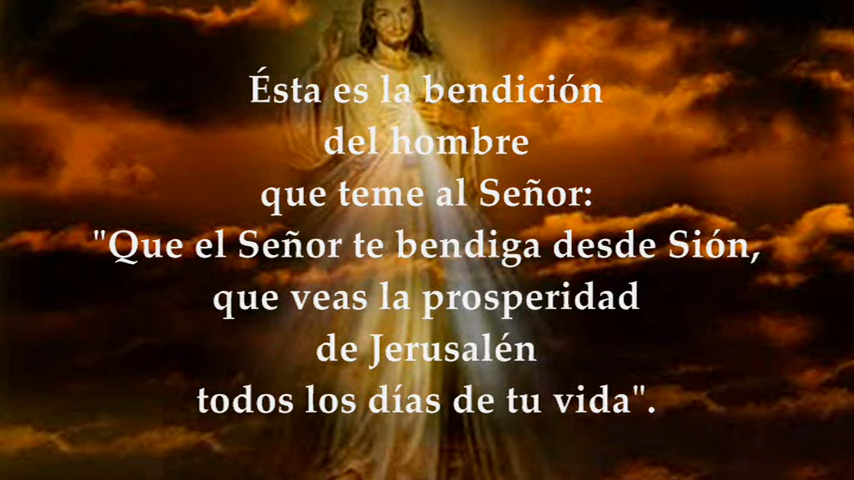 Ésta es la bendición
del hombre
que teme al Señor:
"Que el Señor te bendiga desde Sión,
que veas la prosperidad
de Jerusalén
todos los días de tu vida".